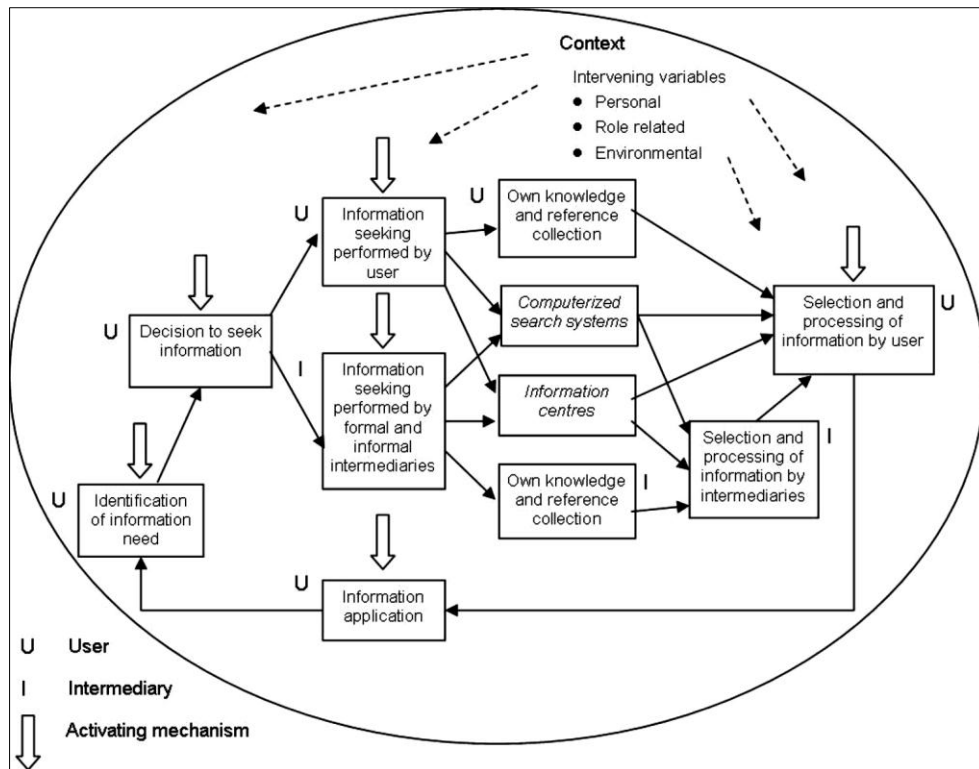 Context
Intervening variables
● Personal
● Role related
● Environmental
U
Information
seeking
performed by
user
U
Own knowledge
and reference
collection
U
Decision to seek
information
Computerized
search systems
Selection and
processing of
information by user
U
I
Information
seeking
performed by
formal and
informal
intermediaries
Information
centres
Selection and
processing of
information by
intermediaries
I
U
Identification
of information
need
Own knowledge
and reference
collection
I
U
Information
application
U User
I Intermediary
Activating mechanism